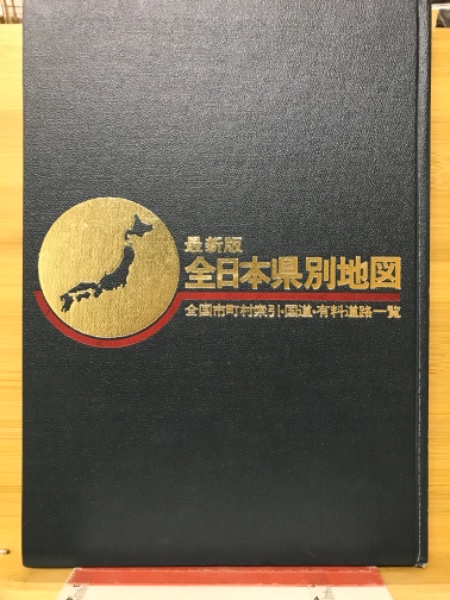 最新版
全日本県別地図
全国市町村索引・国道・有料道路一覧